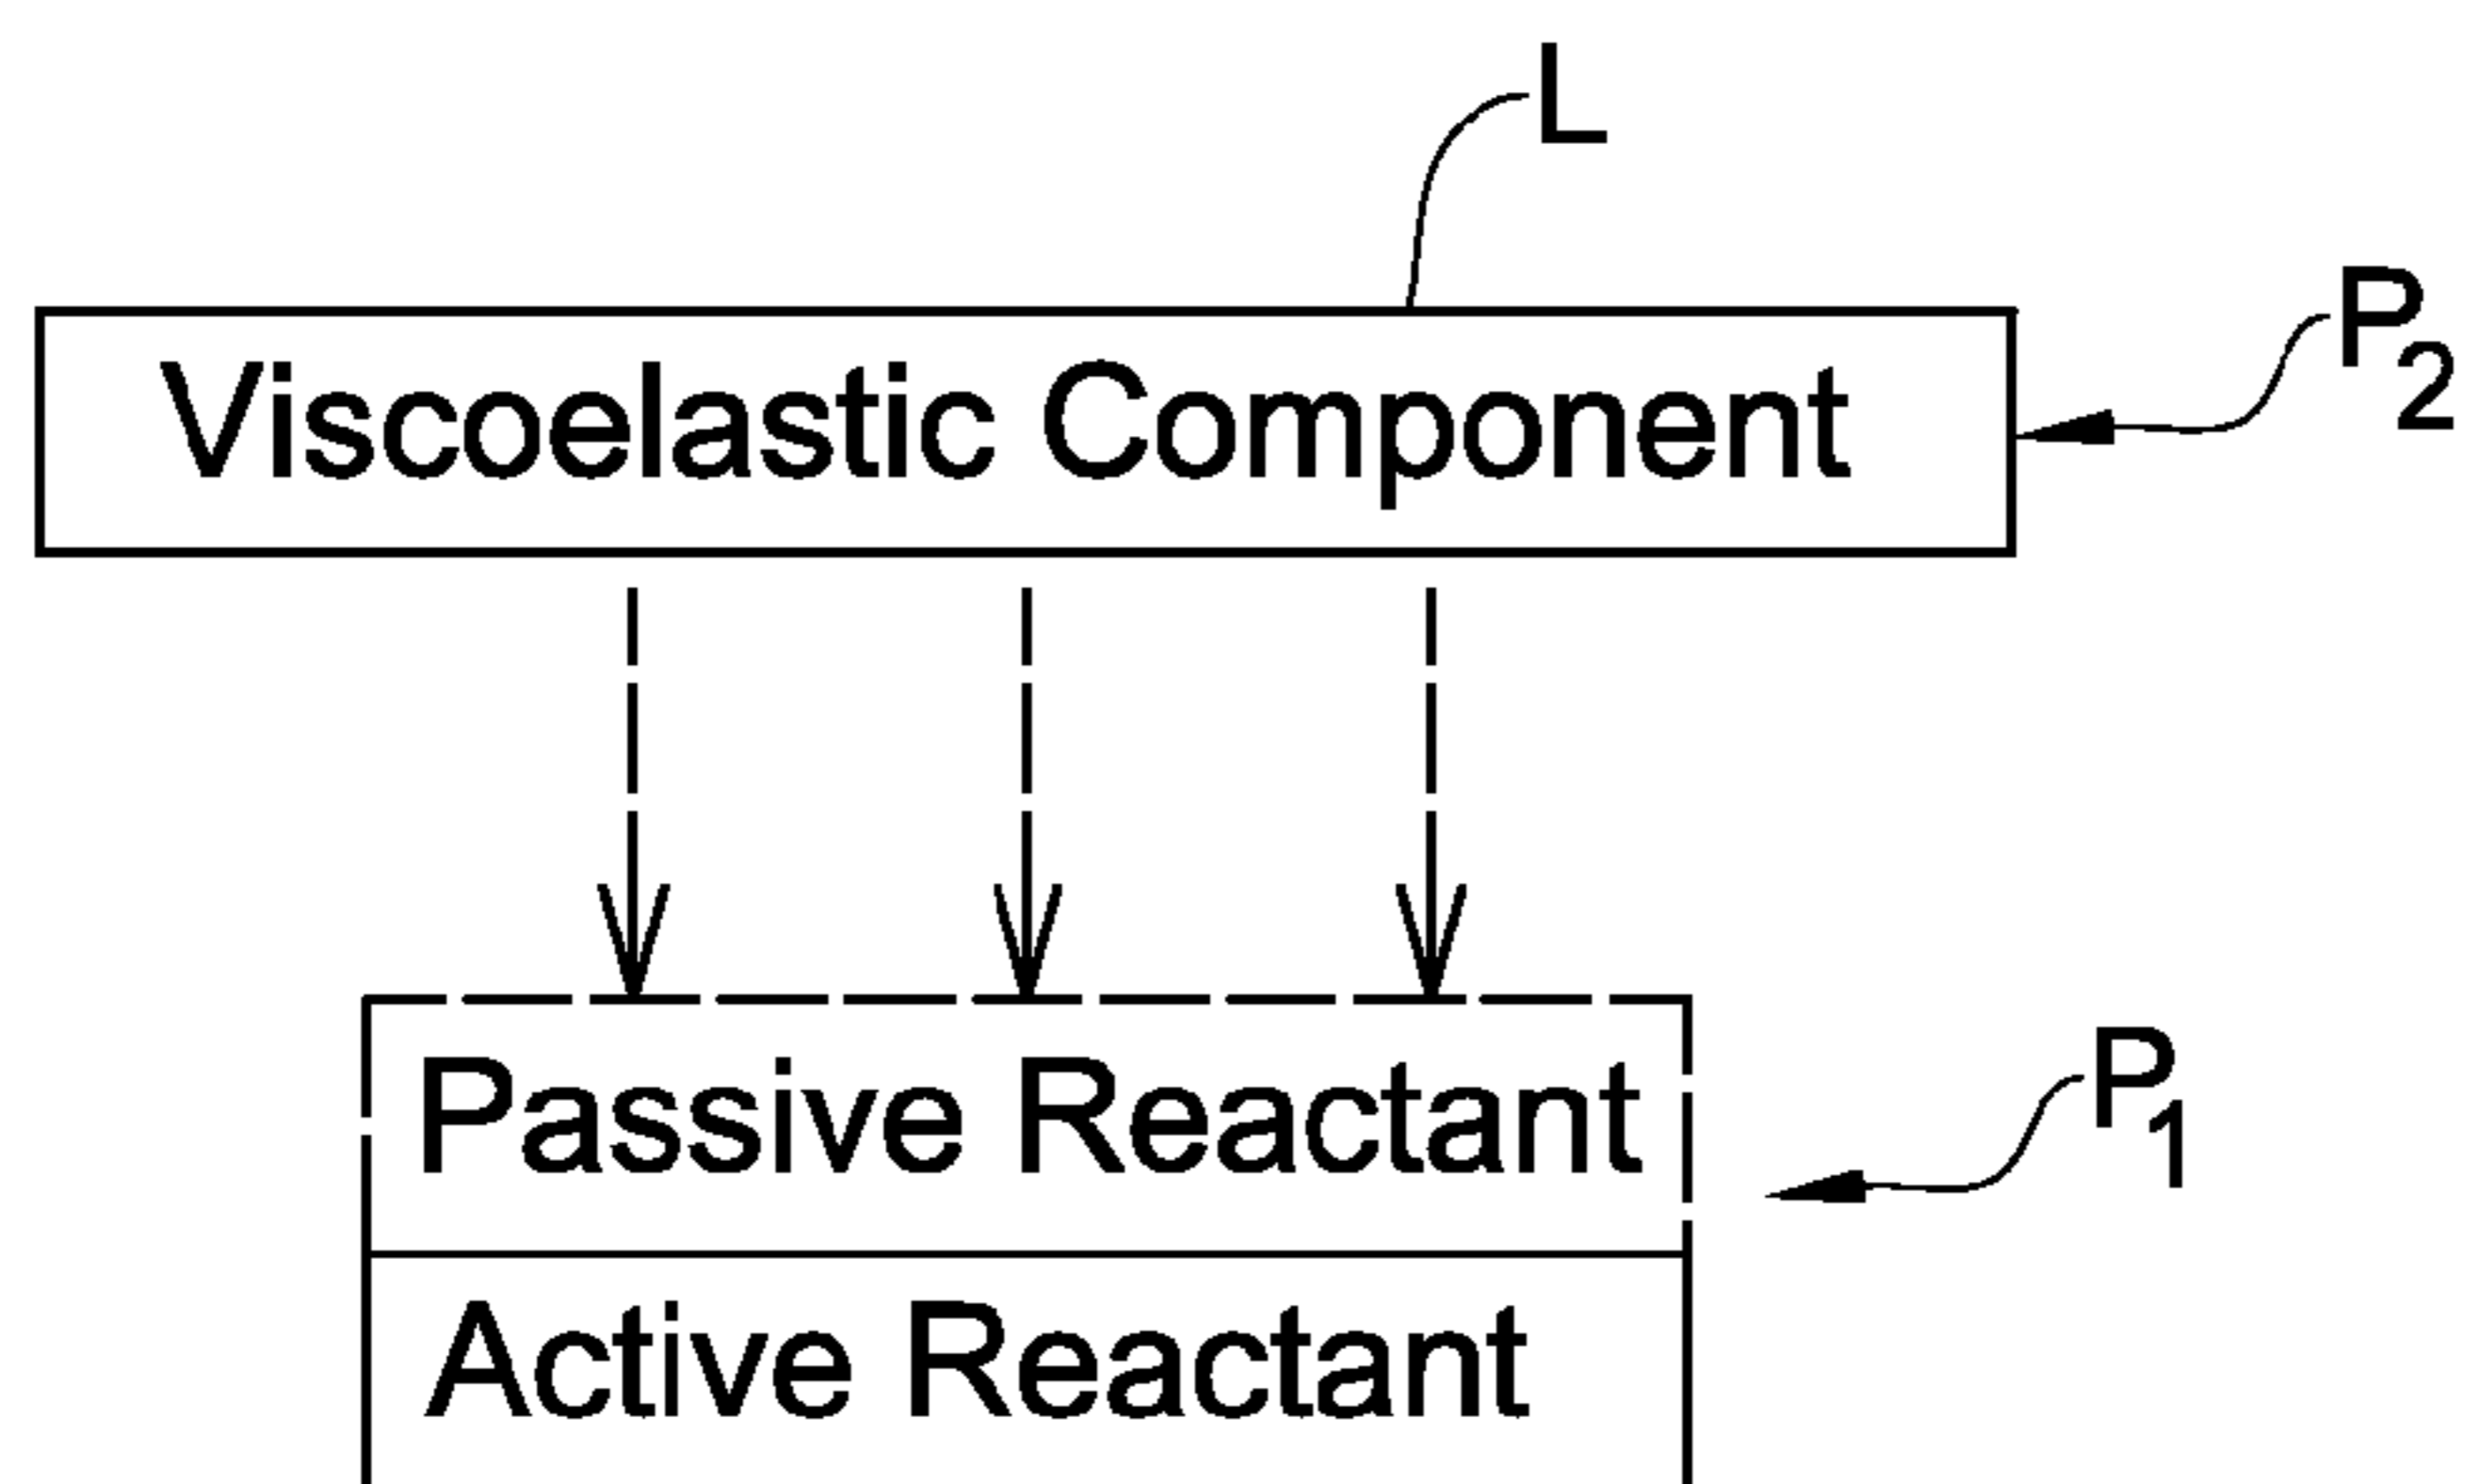 L
P2
Viscoelastic Component
Passive Reactant
P1
Active Reactant